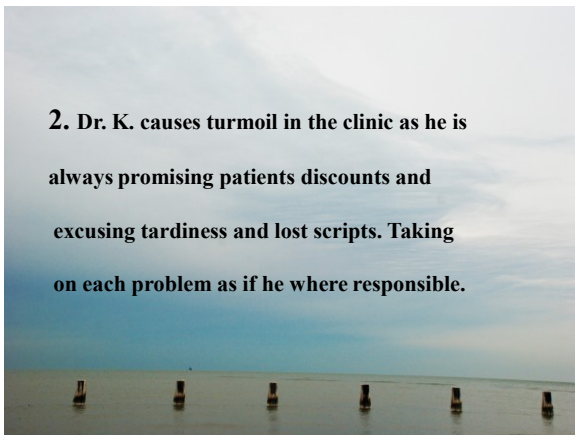 2. Dr. K. causes turmoil in the clinic as he is
always promising patients discounts and
excusing tardiness and lost scripts. Taking
on each problem as if he where responsible.